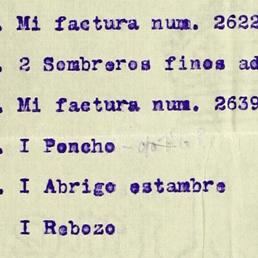 . Mi factura num. 2622
. 2 Sombreros finos ad
. Mi factura num. 2639
. I Poncho -
. I Abrigo estambre
I Rebozo